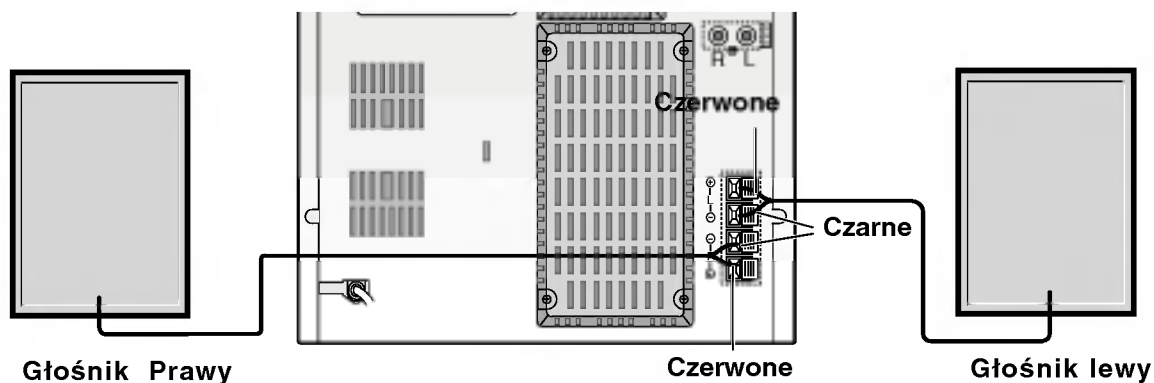 R L
Czerwone
L
Czarne
Czerwone
Głośnik Prawy
Głośnik lewy